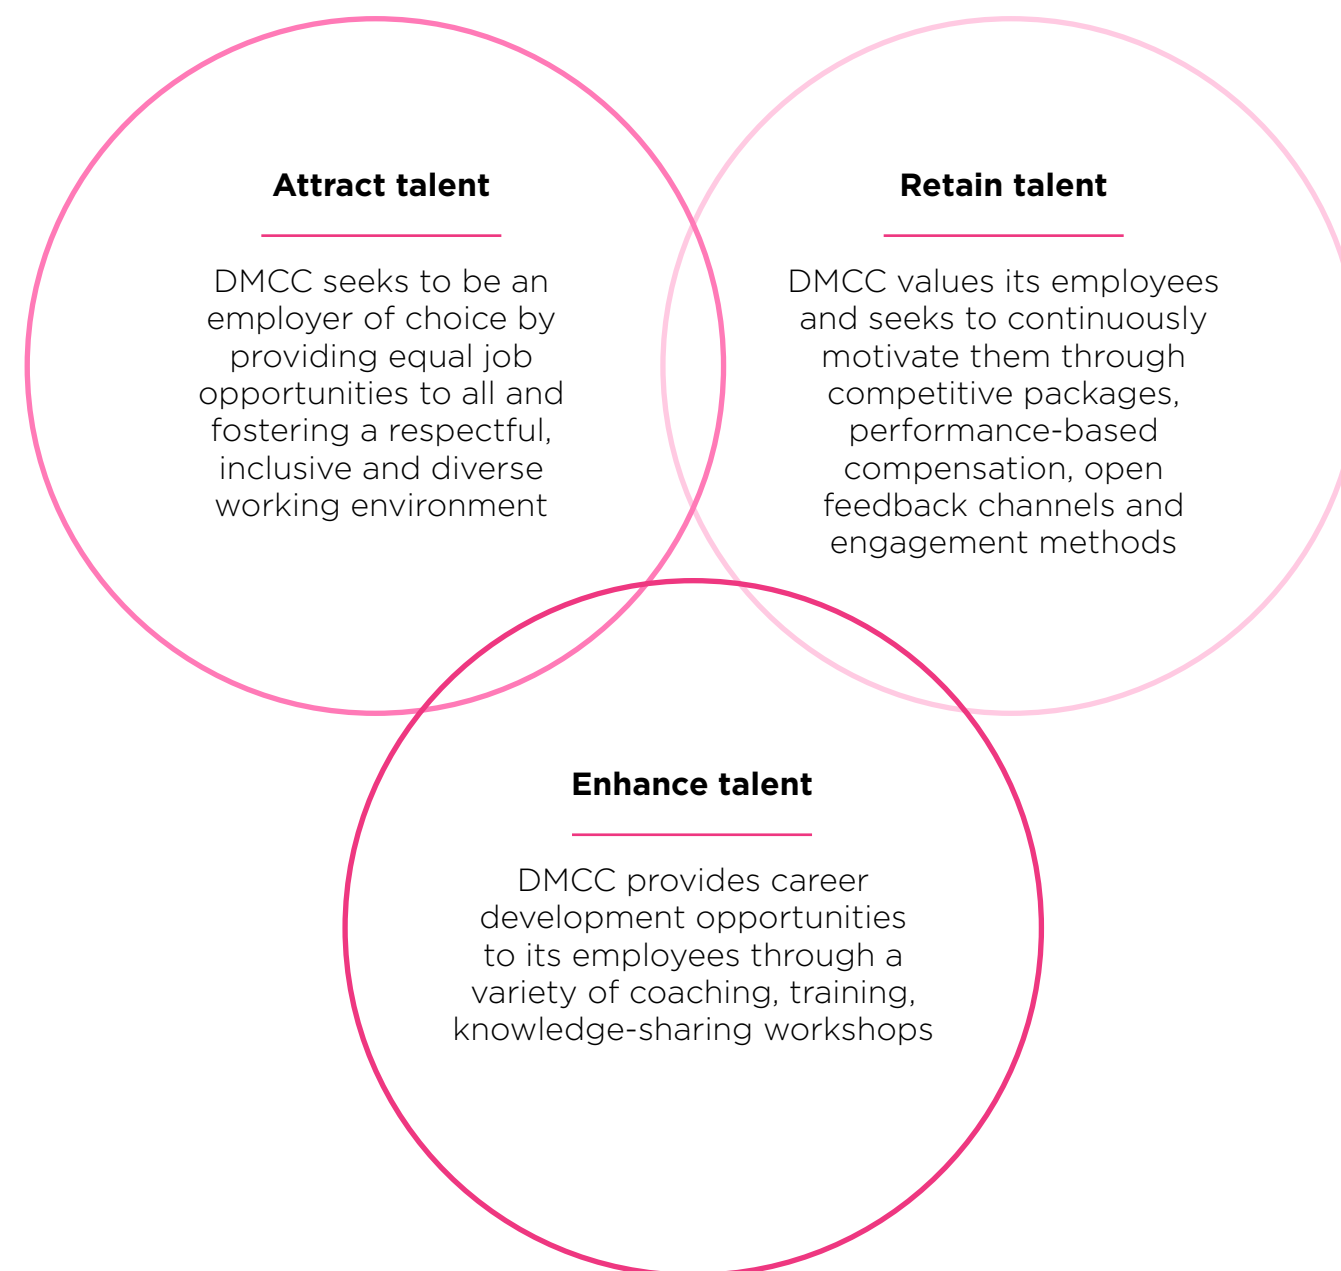 Attract talent
DMCC seeks to be an
employer of choice by
providing equal job
opportunities to all and
fostering a respectful,
inclusive and diverse
working environment
Retain talent
DMCC values its employees
and seeks to continuously
motivate them through
competitive packages,
performance-based
compensation, open
feedback channels and
engagement methods
Enhance talent
DMCC provides career
development opportunities
to its employees through a
variety of coaching, training,
knowledge-sharing workshops